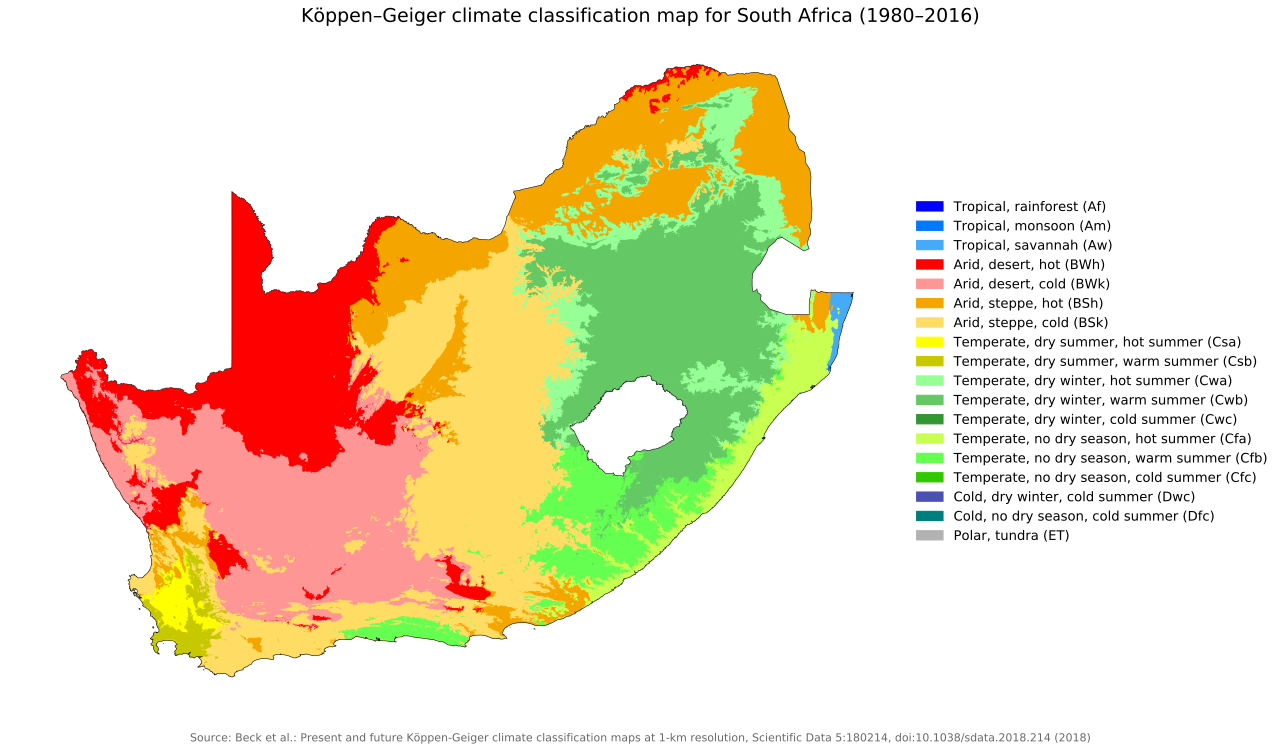 Köppen–Geiger climate classification map for South Africa (1980–2016)
Tropical, rainforest (Af)
Tropical, monsoon (Am)
Tropical, savannah (Aw)
Arid, desert, hot (BWh)
Arid, desert, cold (BWk)
Arid, steppe, hot (BSh)
Arid, steppe, cold (BSk)
Temperate, dry summer, hot summer (Csa)
Temperate, dry summer, warm summer (Csb)
Temperate, dry winter, hot summer (Cwa)
Temperate, dry winter, warm summer (Cwb)
Temperate, dry winter, cold summer (Cwc)
Temperate, no dry season, hot summer (Cfa)
Temperate, no dry season, warm summer (Cfb)
Temperate, no dry season, cold summer (Cfc)
Cold, dry winter, cold summer (Dwc)
Cold, no dry season, cold summer (Dfc)
Polar, tundra (ET)
Source: Beck et al.: Present and future Köppen-Geiger climate classification maps at 1-km resolution, Scientific Data 5:180214, doi:10.1038/sdata.2018.214 (2018)